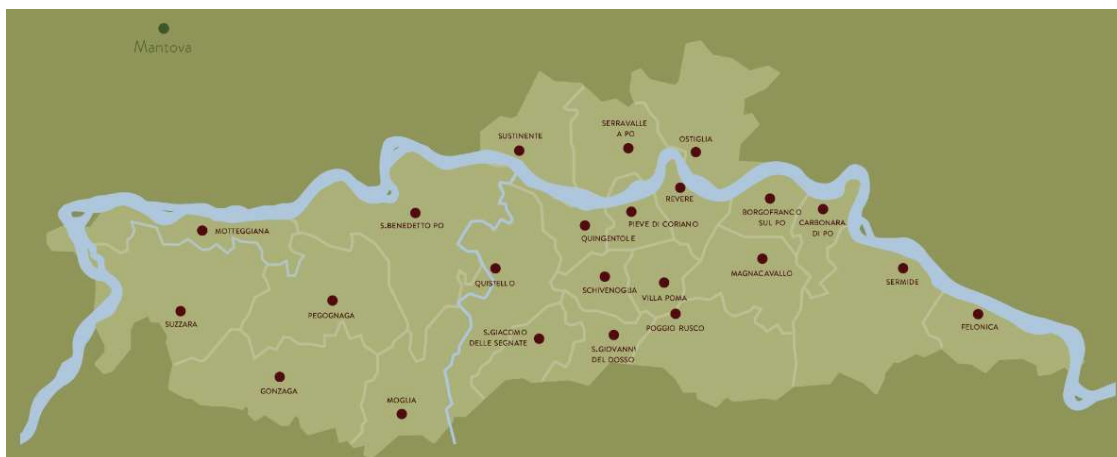 Mantova
SUSTINENTE
SERRAVALLE
A PO
OSTIGLIA
REVERE
MOTTEGGIANA
S.BENEDETTO PO
QUINGENTOLE
PIEVE DI CORIANO
BORGOFRANCO
SUL PO
CARBONARA
DI PO
QUISTELLO
SCHIVENOGLIA
VILLA POMA
MAGNACAVALLO
SERMIDE
SUZZARA
PEGOGNAGA
S.GIACOMO
DELLE SEGNATE
S.GIOVANNI
DEL DOSSO
POGGIO RUSCO
FELONICA
GONZAGA
MOGLIA